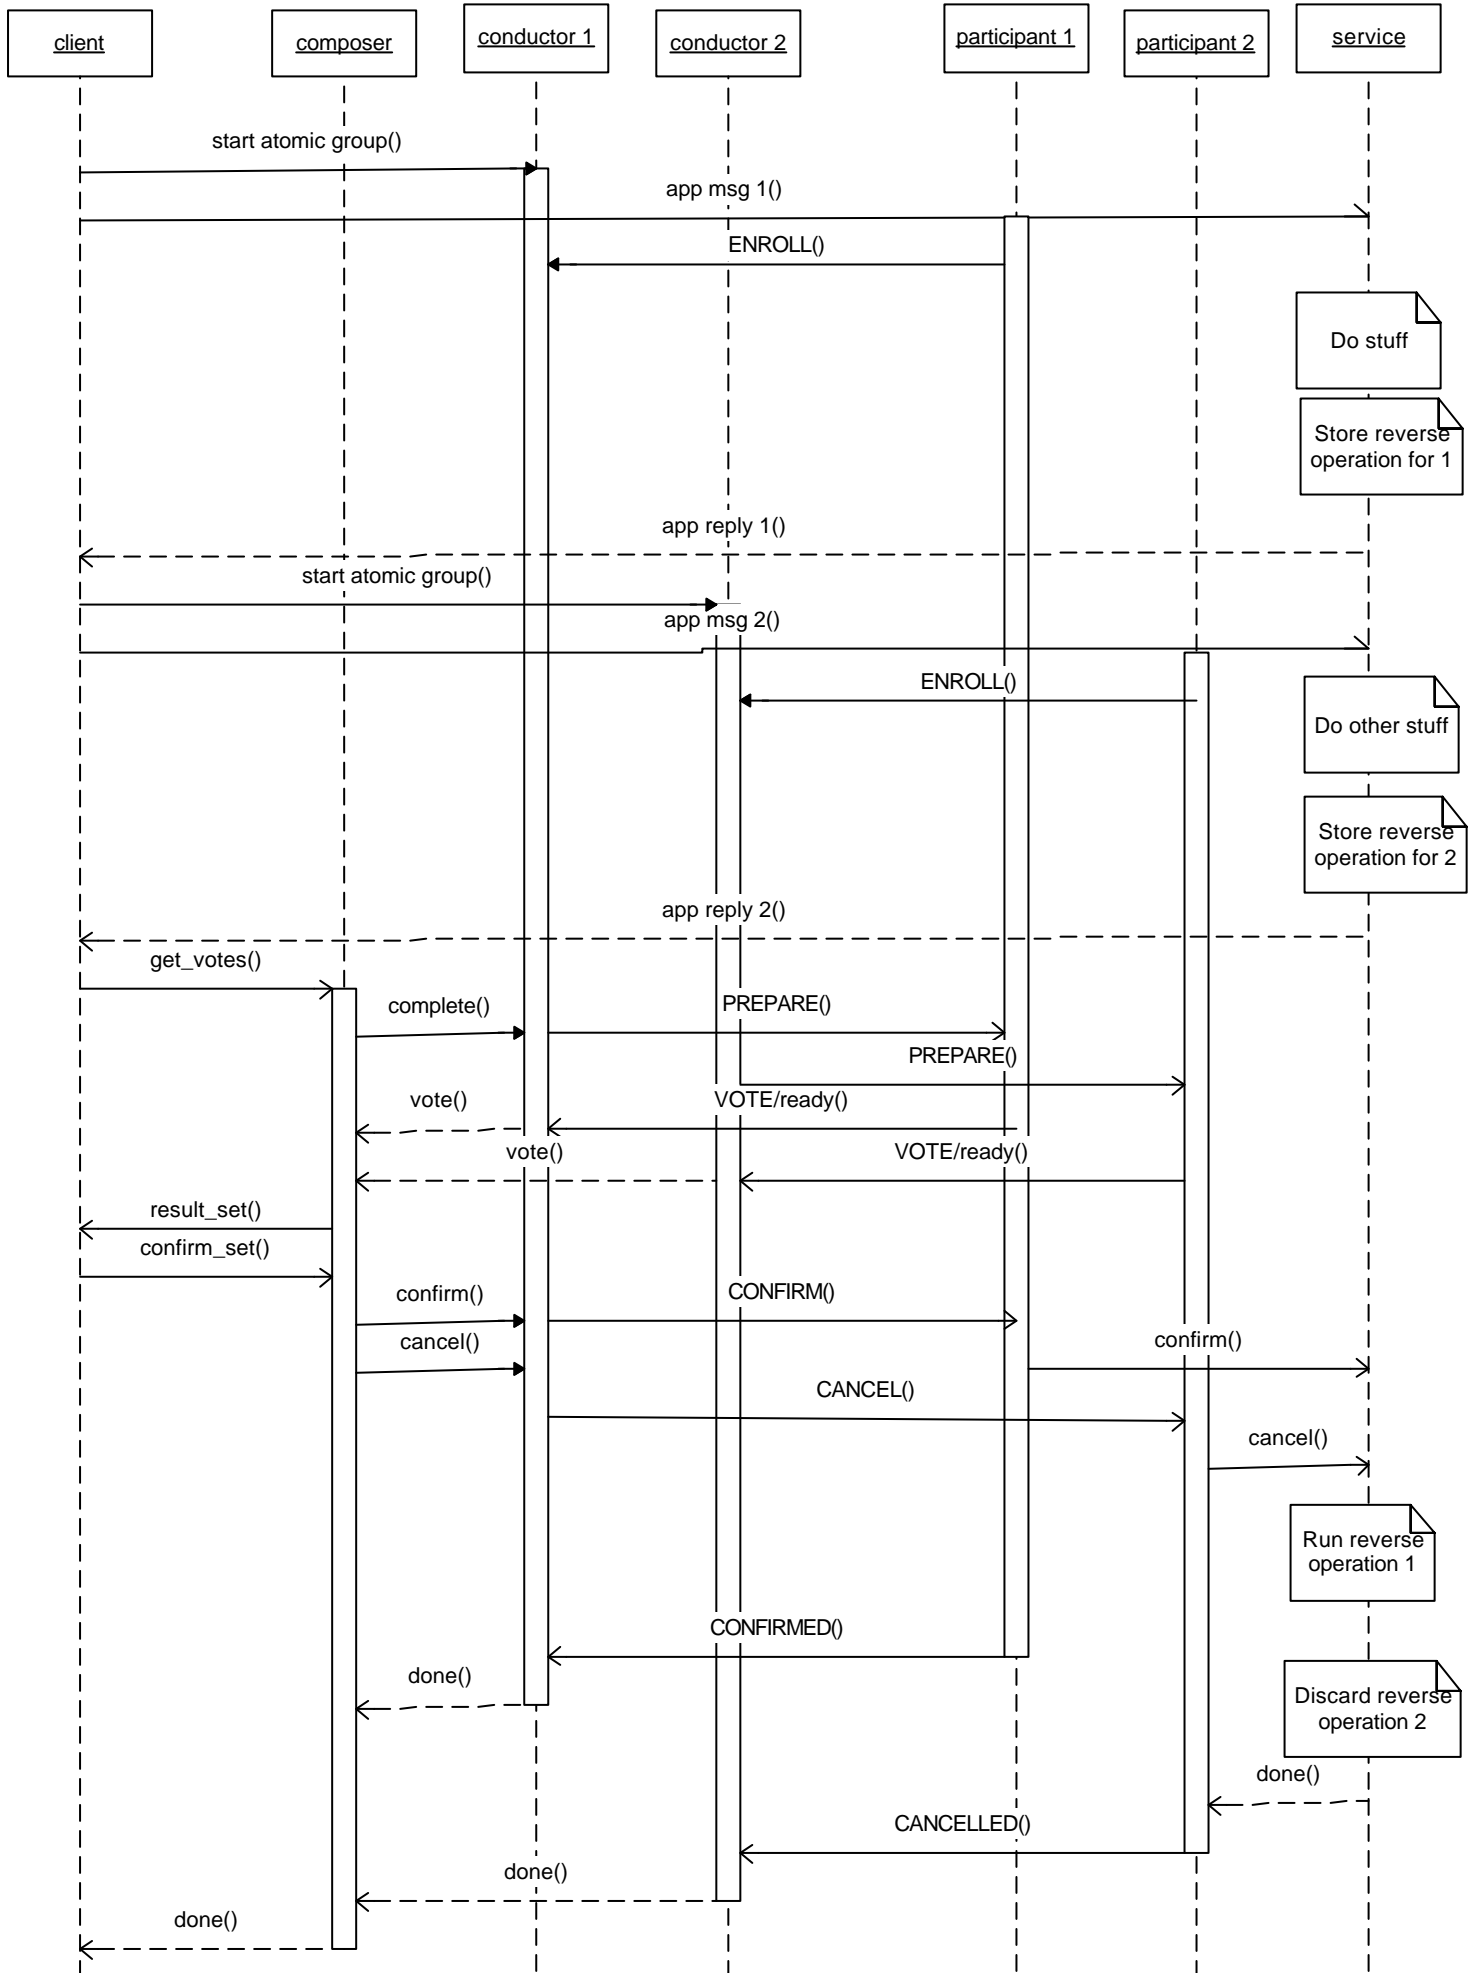 client
composer
conductor 1
conductor 2
participant 1
participant 2
service
start atomic group()
app msg 1()
ENROLL()
Do stuff
Store reverse
operation for 1
app reply 1()
start atomic group()
app msg 2()
ENROLL()
Do other stuff
Store reverse
operation for 2
app reply 2()
get_votes()
complete()
PREPARE()
PREPARE()
vote()
VOTE/ready()
vote()
VOTE/ready()
result_set()
confirm_set()
confirm()
CONFIRM()
cancel()
confirm()
CANCEL()
cancel()
Run reverse
operation 1
CONFIRMED()
done()
Discard reverse
operation 2
done()
CANCELLED()
done()
done()